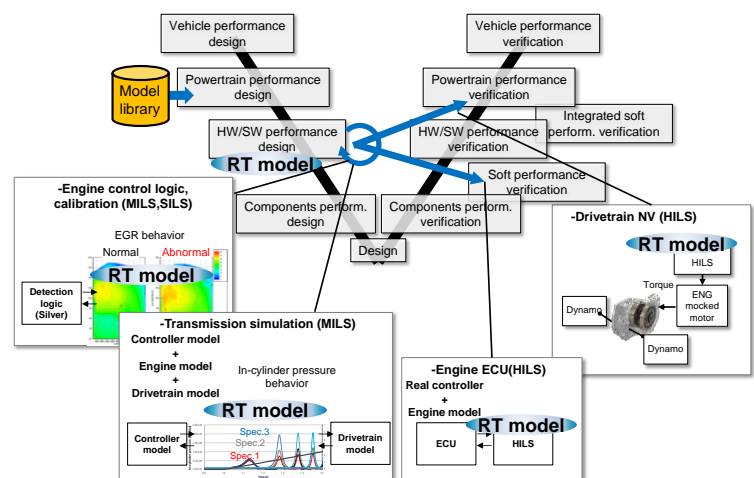 Vehicle performance
design
Vehicle performance
verification
Model
library
Powertrain performance
design
Powertrain performance
verification
Integrated soft
perform. verification
HW/SW performance
design
HW/SW performance
verification
RT model
Soft performance
verification
Components perform.
design
Components perform.
verification
Design
-Engine control logic,
calibration (MILS,SILS)
EGR behavior
Normal
Abnormal
RT model
Detection
logic
(Silver)
-Transmission simulation (MILS)
Controller model
+
Engine model
+
Drivetrain model
In-cylinder pressure
behavior
RT model
Spec.3
Spec.2
Spec.1
Controller
model
Drivetrain
model
-Engine ECU(HILS)
Real controller
+
Engine model
RT model
ECU
HILS
-Drivetrain NV (HILS)
RT model
HILS
Torque
ENG
mocked
motor
Dynamo
Dynamo